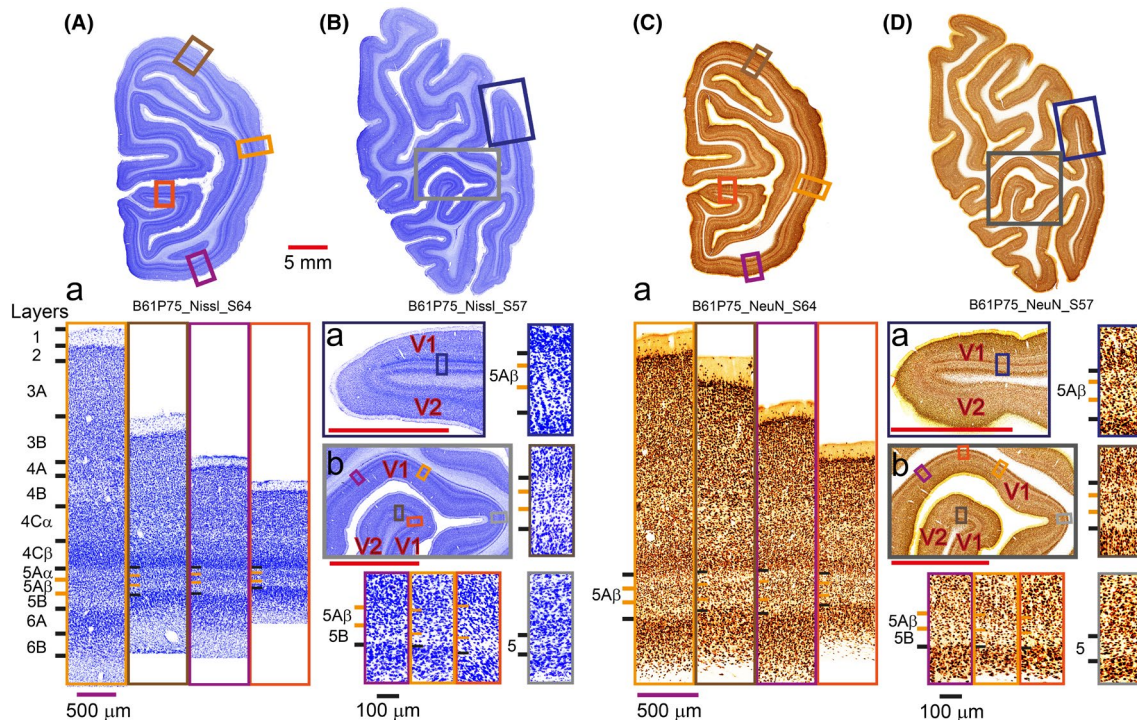 (A)
(B)
(C)
(D)
5 mm
B61P75_NissI_S64
B61P75_NissI_S57
B61P75_NeuN_S64
B61P75_NeuN_S57
a
Layers
1
2
3A
3B
4A
4B
4Cα
4Cβ
5Aα
5Aβ
5B
6A
6B
500 µm
a
V1
V2
5Aβ
b
V1
V2 V1
5Aβ
5B
5
100 µm
a
5Aβ
500 µm
a
V1
V2
5Aβ
b
V1
V2 V1
5Aβ
5B
5
100 µm